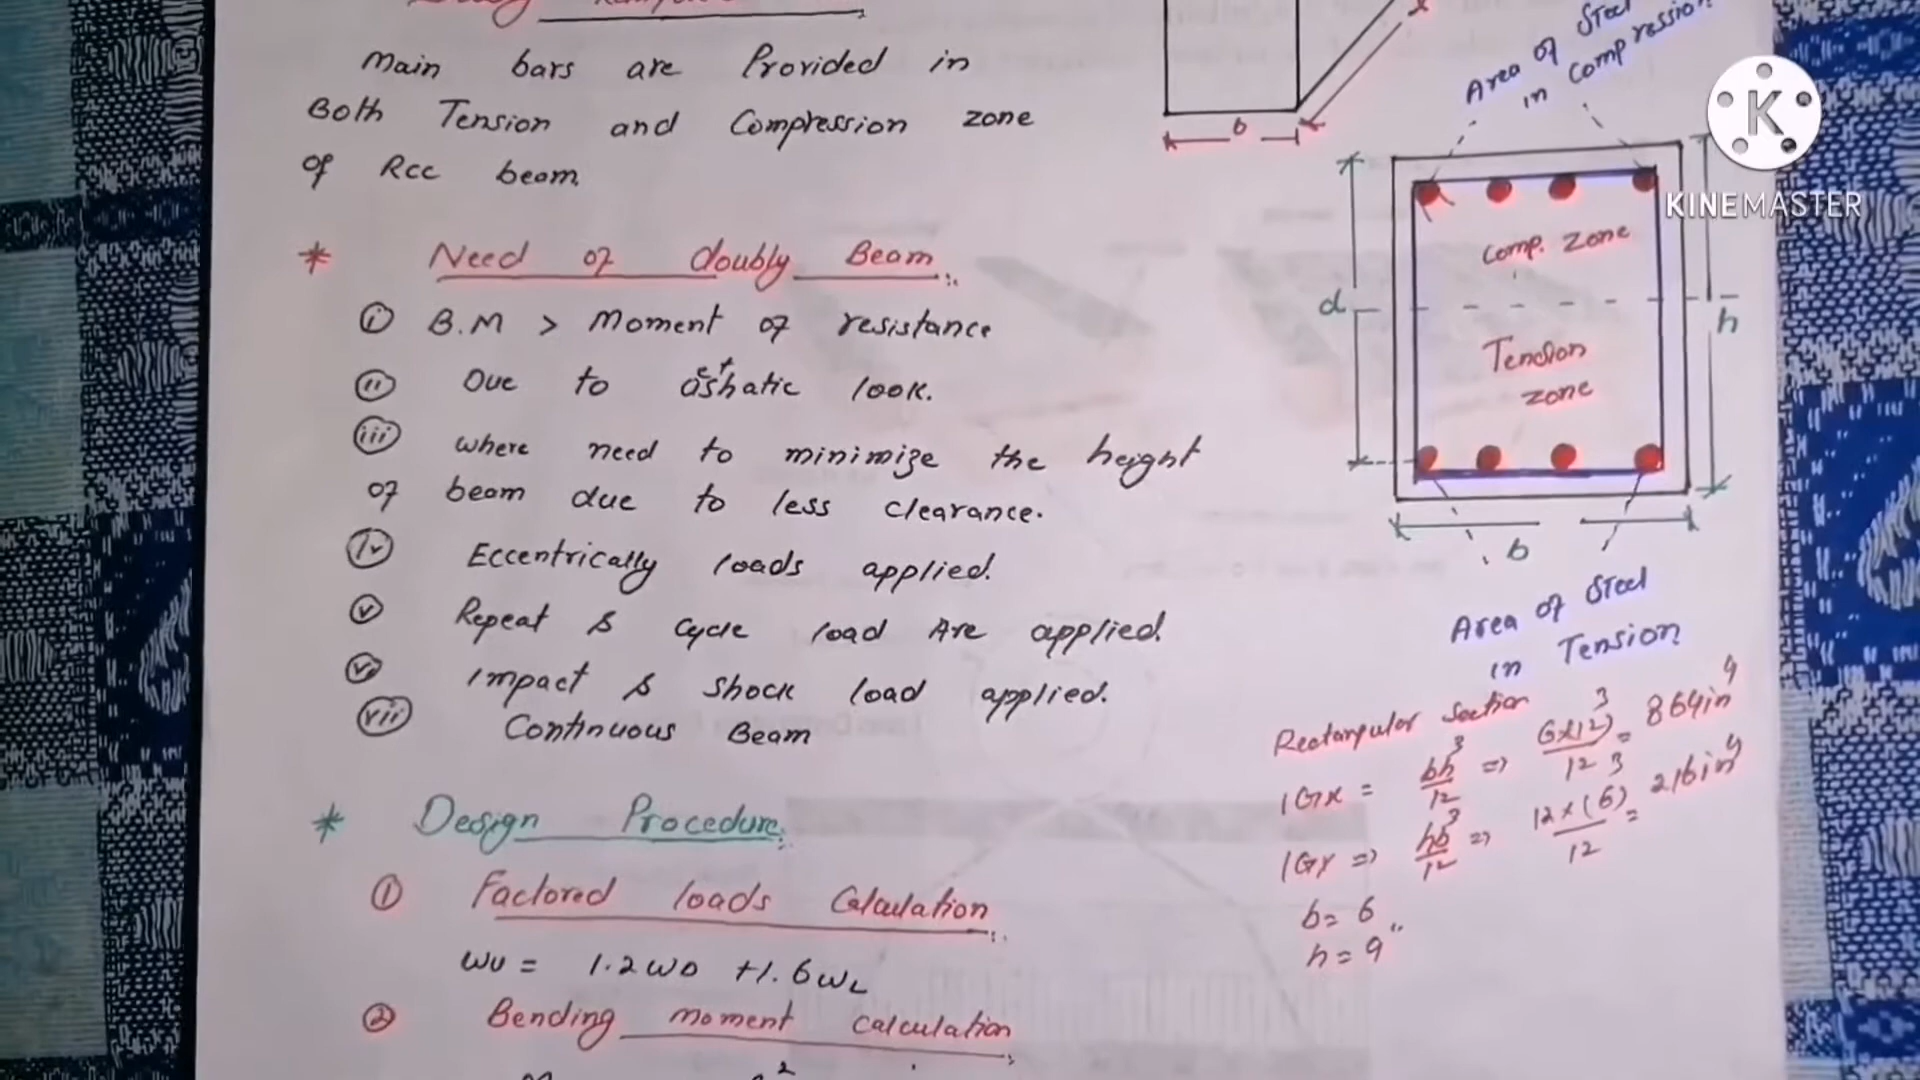 main bars are Provided in
Both Tension and Compression zone
of Rcc beam.
* Need of doubly Beam
(i) B.M > Moment of resistance
(ii) Due to asthatic look.
(iii) where need to minimize the height
of beam due to less clearance.
(iv) Eccentrically loads applied.
(v) Repeat & Cycle load Are applied.
(vi) Impact & Shock load applied.
(vii) Continuous Beam
* Design Procedure:
① Factored loads Calculation
WU = 1.2WD +1.6WL
② Bending moment Calculation
b
Area of Steel
in Compression
K
KINEMASTER
Comp. Zone
d
h
Tension
zone
b
Area of Steel
in Tension
Rectangular Section
IGx = bh³/12 => 6x(12)³/12 = 864in⁴
IGY => hb³/12 => 12x(6)³/12 = 216in⁴
b= 6
h= 9"